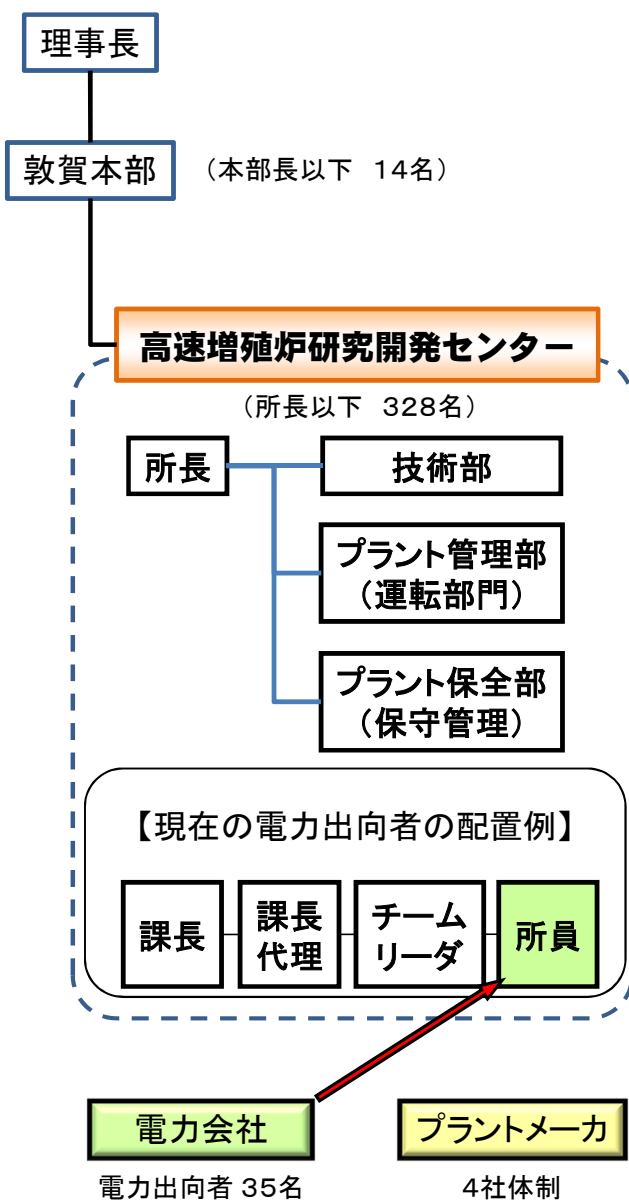 理事長
敦賀本部
(本部長以下 14名)
高速増殖炉研究開発センター
(所長以下 328名)
所長
技術部
プラント管理部
(運転部門)
プラント保全部
(保守管理)
【現在の電力出向者の配置例】
課長
課長
代理
チーム
リーダ
所員
電力会社
プラントメーカ
電力出向者 35名
4社体制